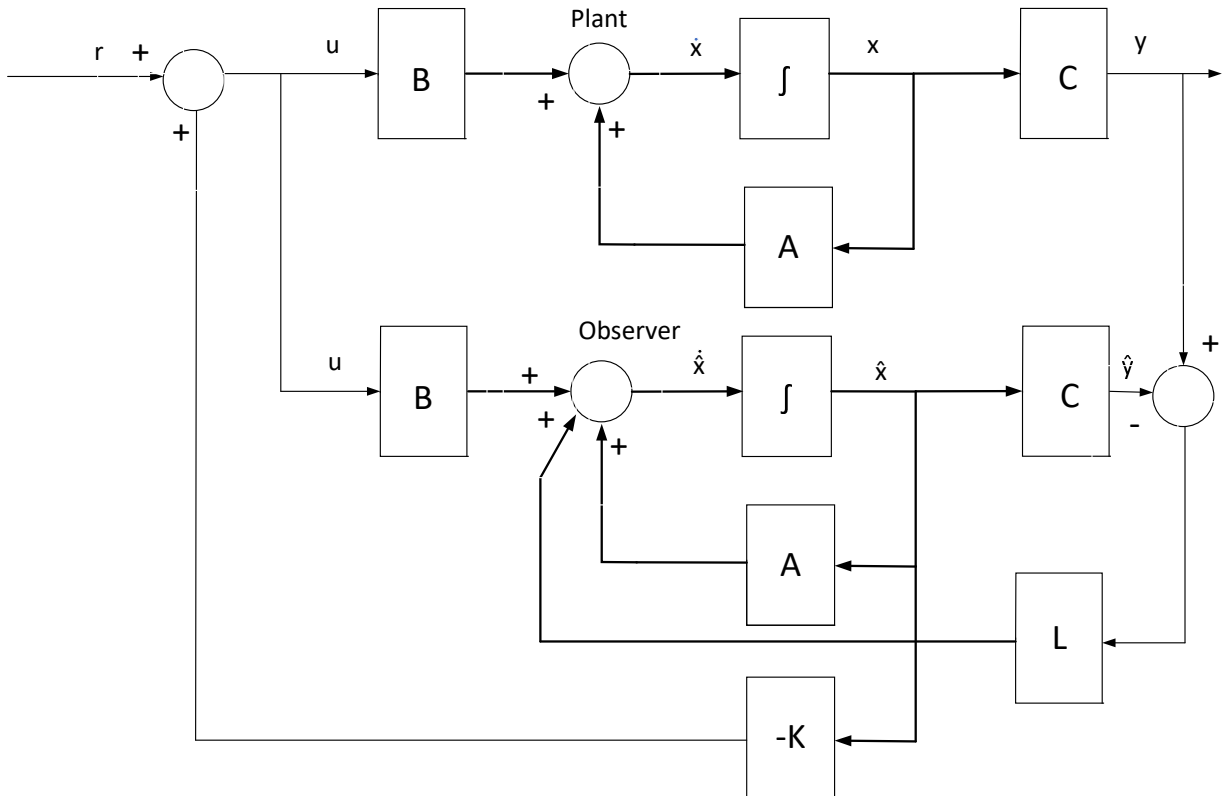 Plant
r + u B + ẋ ∫ x C y
+ +
A
Observer
u B + x̂̇ ∫ x̂ C ŷ +
+ + -
A
L
-K